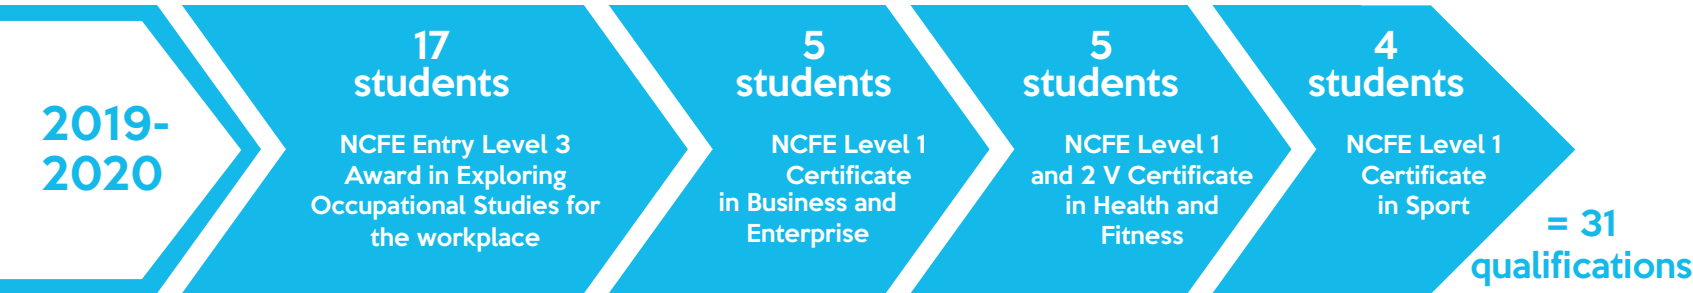 2019-
2020
17
students
NCFE Entry Level 3
Award in Exploring
Occupational Studies for
the workplace
5
students
NCFE Level 1
Certificate
in Business and
Enterprise
5
students
NCFE Level 1
and 2 V Certificate
in Health and
Fitness
4
students
NCFE Level 1
Certificate
in Sport
= 31
qualifications